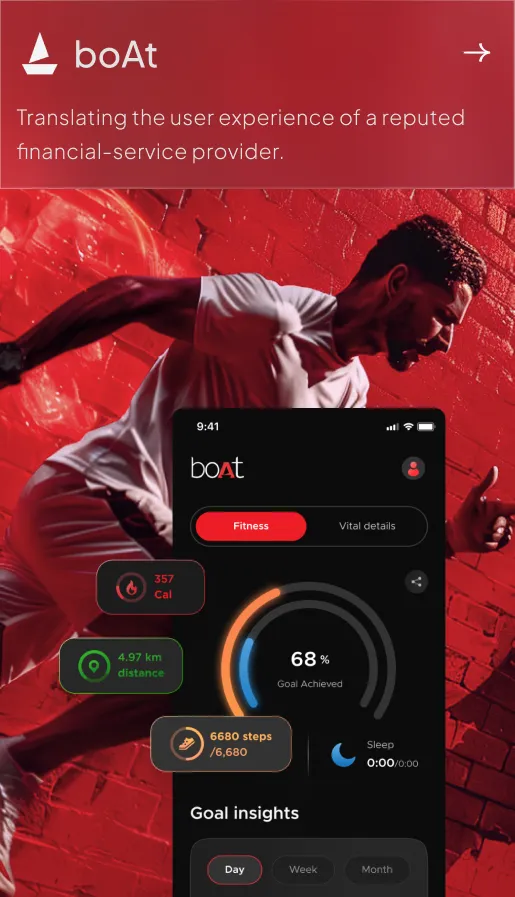 boAt
Translating the user experience of a reputed
financial-service provider.
9:41
boAt
Fitness
Vital details
357
Cal
4.97 km
distance
68 %
Goal Achieved
6680 steps
/6,680
Sleep
0:00/0:00
Goal insights
Day
Week
Month